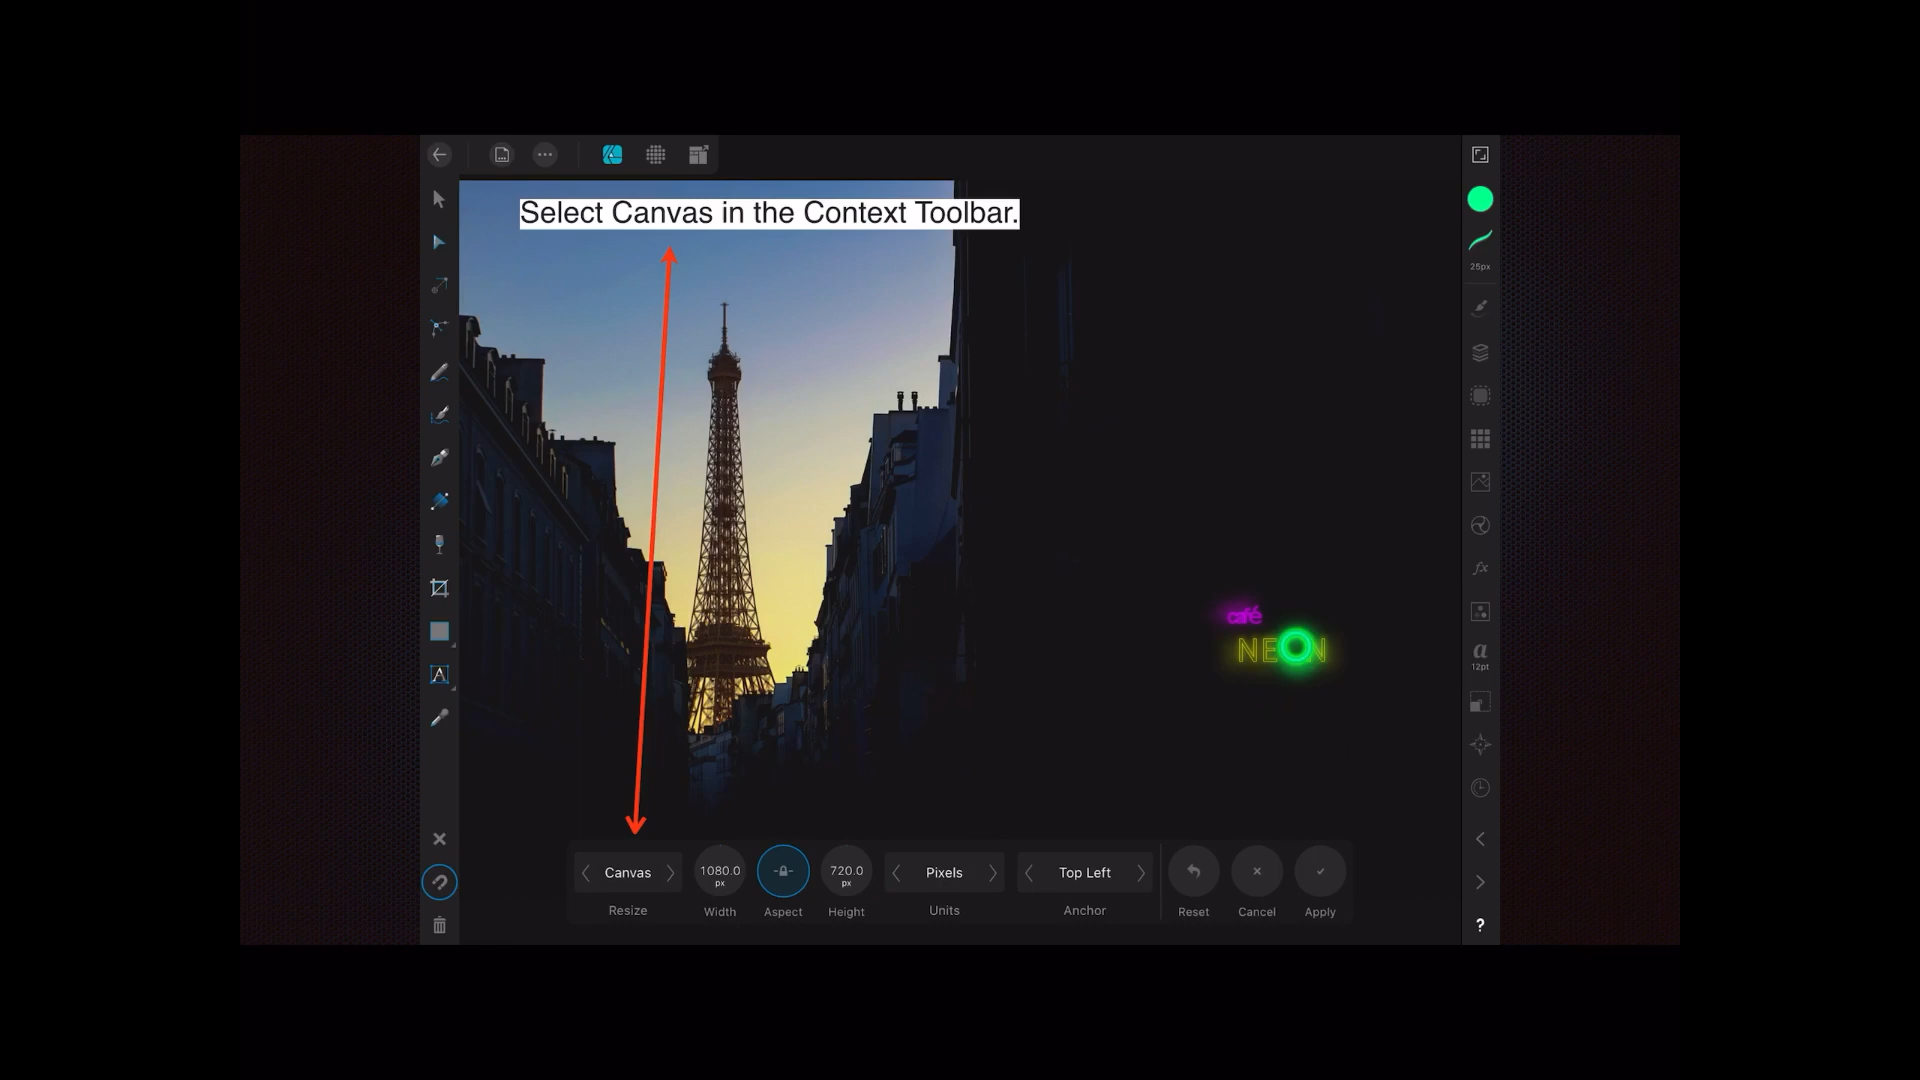 Select Canvas in the Context Toolbar.
25px
fx
a
12pt
café
NEON
A
Canvas
1080.0
px
720.0
px
Pixels
Top Left
Resize
Width
Aspect
Height
Units
Anchor
Reset
Cancel
Apply
?